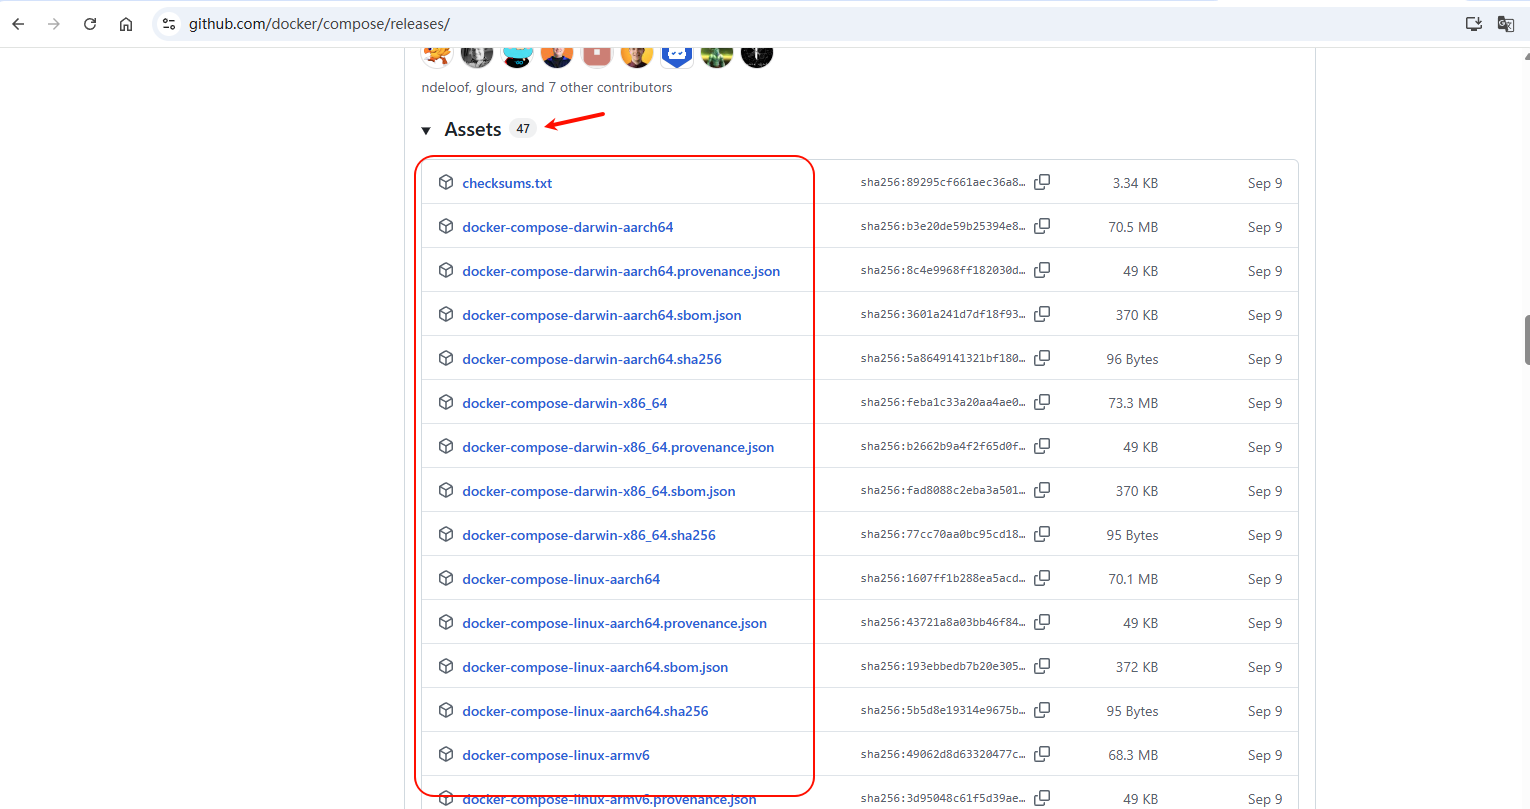 github.com/docker/compose/releases/
ndeloof, glours, and 7 other contributors
Assets 47
checksums.txt sha256:89295cf661aec36a8… 3.34 KB Sep 9
docker-compose-darwin-aarch64 sha256:b3e20de59b25394e8… 70.5 MB Sep 9
docker-compose-darwin-aarch64.provenance.json sha256:8c4e9968ff182030d… 49 KB Sep 9
docker-compose-darwin-aarch64.sbom.json sha256:3601a241d7df18f93… 370 KB Sep 9
docker-compose-darwin-aarch64.sha256 sha256:5a8649141321bf180… 96 Bytes Sep 9
docker-compose-darwin-x86_64 sha256:feba1c33a20aa4ae0… 73.3 MB Sep 9
docker-compose-darwin-x86_64.provenance.json sha256:b2662b9a4f2f65d0f… 49 KB Sep 9
docker-compose-darwin-x86_64.sbom.json sha256:fad8088c2eba3a501… 370 KB Sep 9
docker-compose-darwin-x86_64.sha256 sha256:77cc70aa0bc95cd18… 95 Bytes Sep 9
docker-compose-linux-aarch64 sha256:1607ff1b288ea5acd… 70.1 MB Sep 9
docker-compose-linux-aarch64.provenance.json sha256:43721a8a03bb46f84… 49 KB Sep 9
docker-compose-linux-aarch64.sbom.json sha256:193ebbedb7b20e305… 372 KB Sep 9
docker-compose-linux-aarch64.sha256 sha256:5b5d8e19314e9675b… 95 Bytes Sep 9
docker-compose-linux-armv6 sha256:49062d8d63320477c… 68.3 MB Sep 9
docker-compose-linux-armv6.provenance.json sha256:3d95048c61f5d39ae… 49 KB Sep 9